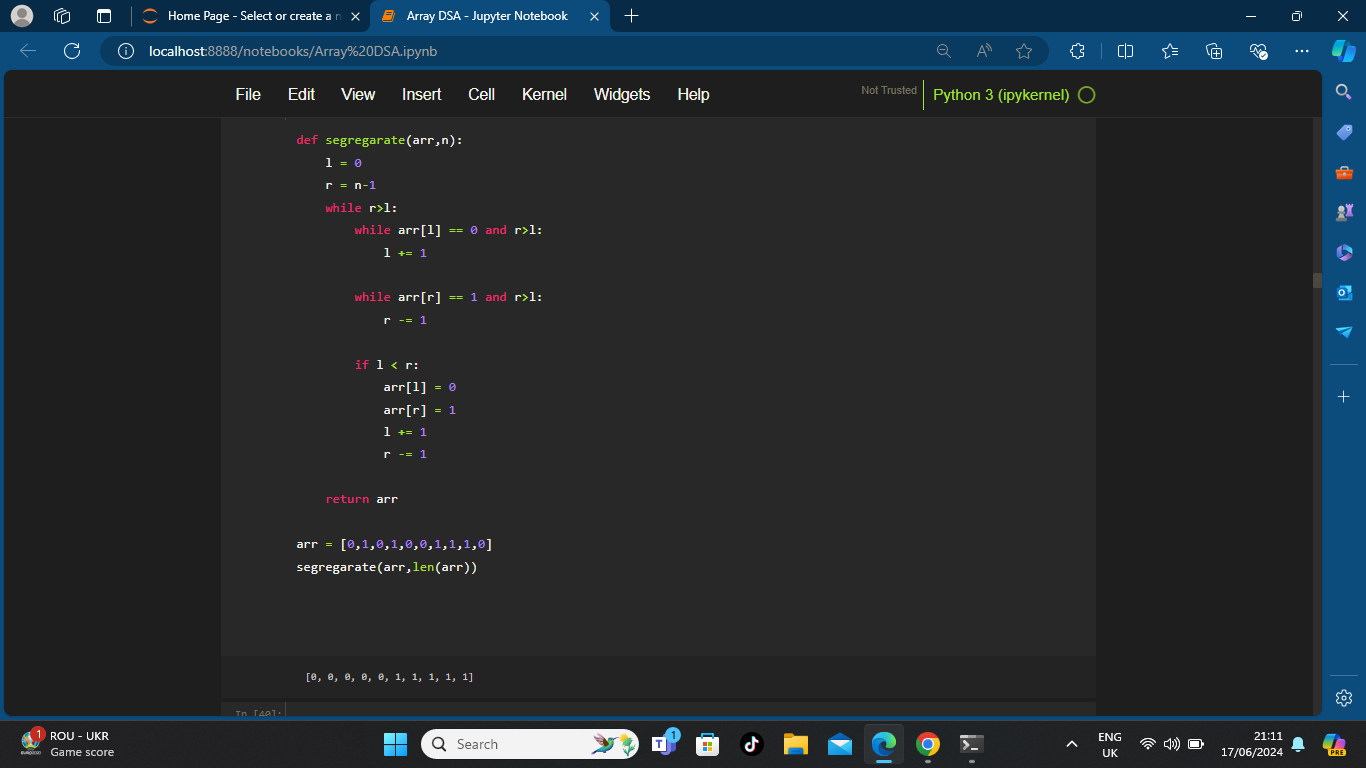 Home Page - Select or create a n
Array DSA - Jupyter Notebook
localhost:8888/notebooks/Array%20DSA.ipynb
File Edit View Insert Cell Kernel Widgets Help
Not Trusted
Python 3 (ipykernel)
def segregarate(arr,n):
    l = 0
    r = n-1
    while r>l:
        while arr[l] == 0 and r>l:
            l += 1
        while arr[r] == 1 and r>l:
            r -= 1
        if l < r:
            arr[l] = 0
            arr[r] = 1
            l += 1
            r -= 1
    return arr
arr = [0,1,0,1,0,0,1,1,1,0]
segregarate(arr,len(arr))
[0, 0, 0, 0, 0, 1, 1, 1, 1, 1]
In [40]:
1
ROU - UKR
Game score
Search
1
ENG
UK
21:11
17/06/2024
PRE